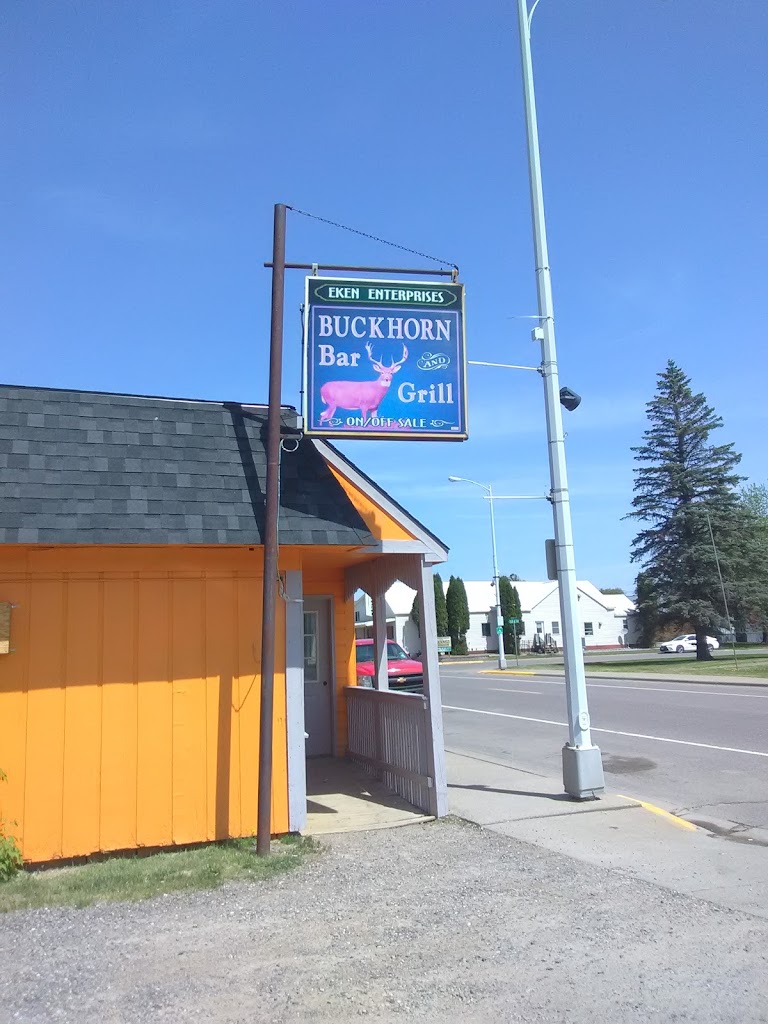 EKEN ENTERPRISES
BUCKHORN
Bar AND
Grill
ON/OFF SALE